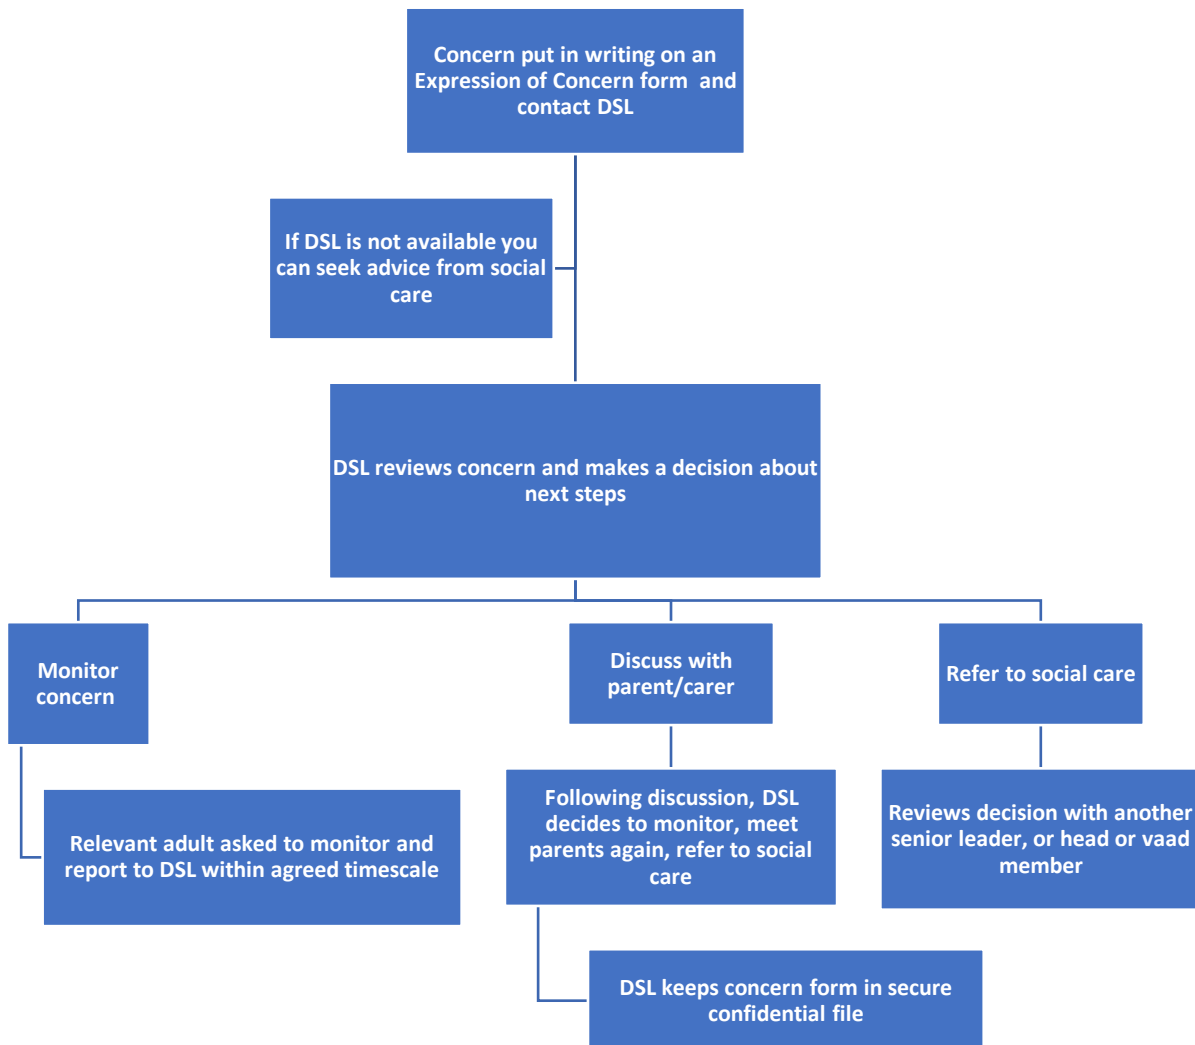 Concern put in writing on an
Expression of Concern form and
contact DSL
If DSL is not available you
can seek advice from social
care
DSL reviews concern and makes a decision about
next steps
Monitor
concern
Discuss with
parent/carer
Refer to social care
Relevant adult asked to monitor and
report to DSL within agreed timescale
Following discussion, DSL
decides to monitor, meet
parents again, refer to social
care
Reviews decision with another
senior leader, or head or vaad
member
DSL keeps concern form in secure
confidential file